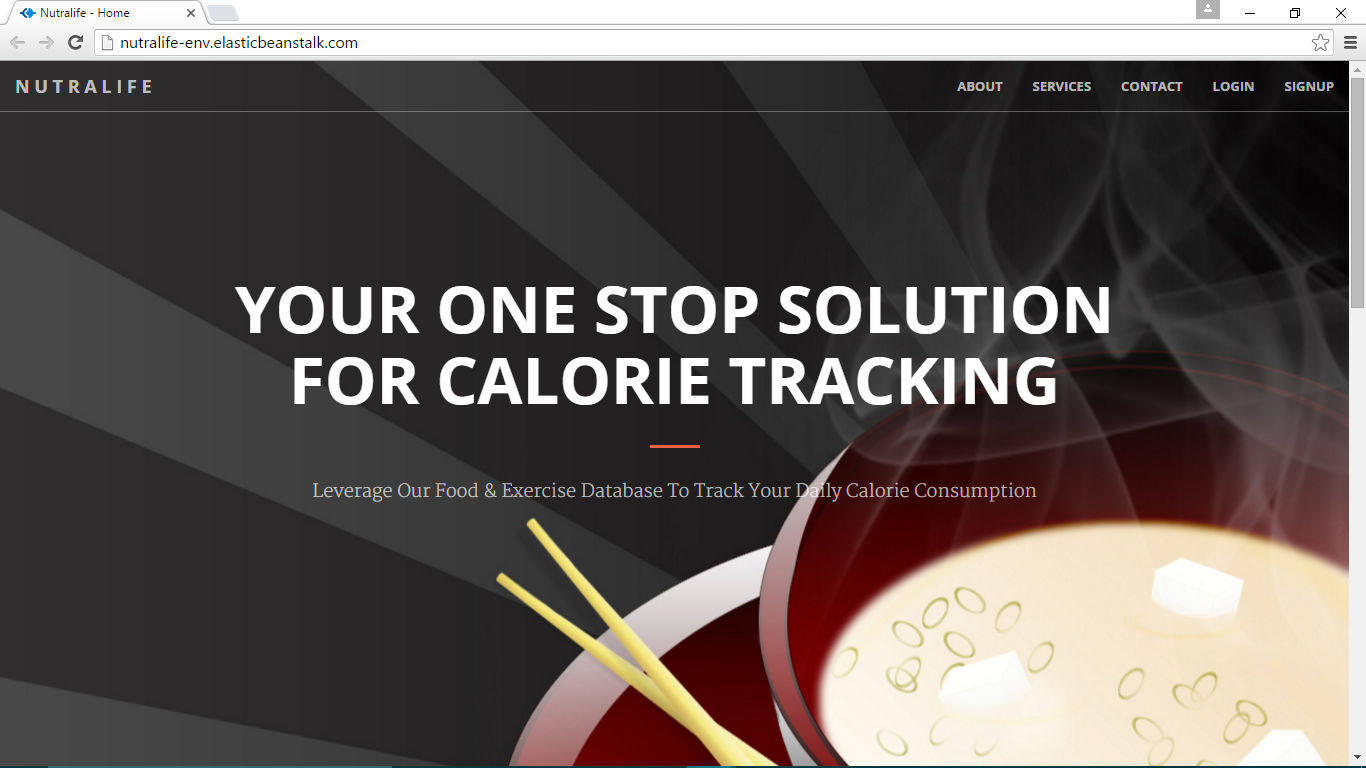 Nutralife - Home
nutralife-env.elasticbeanstalk.com
NUTRALIFE
ABOUT SERVICES CONTACT LOGIN SIGNUP
YOUR ONE STOP SOLUTION
FOR CALORIE TRACKING
Leverage Our Food & Exercise Database To Track Your Daily Calorie Consumption